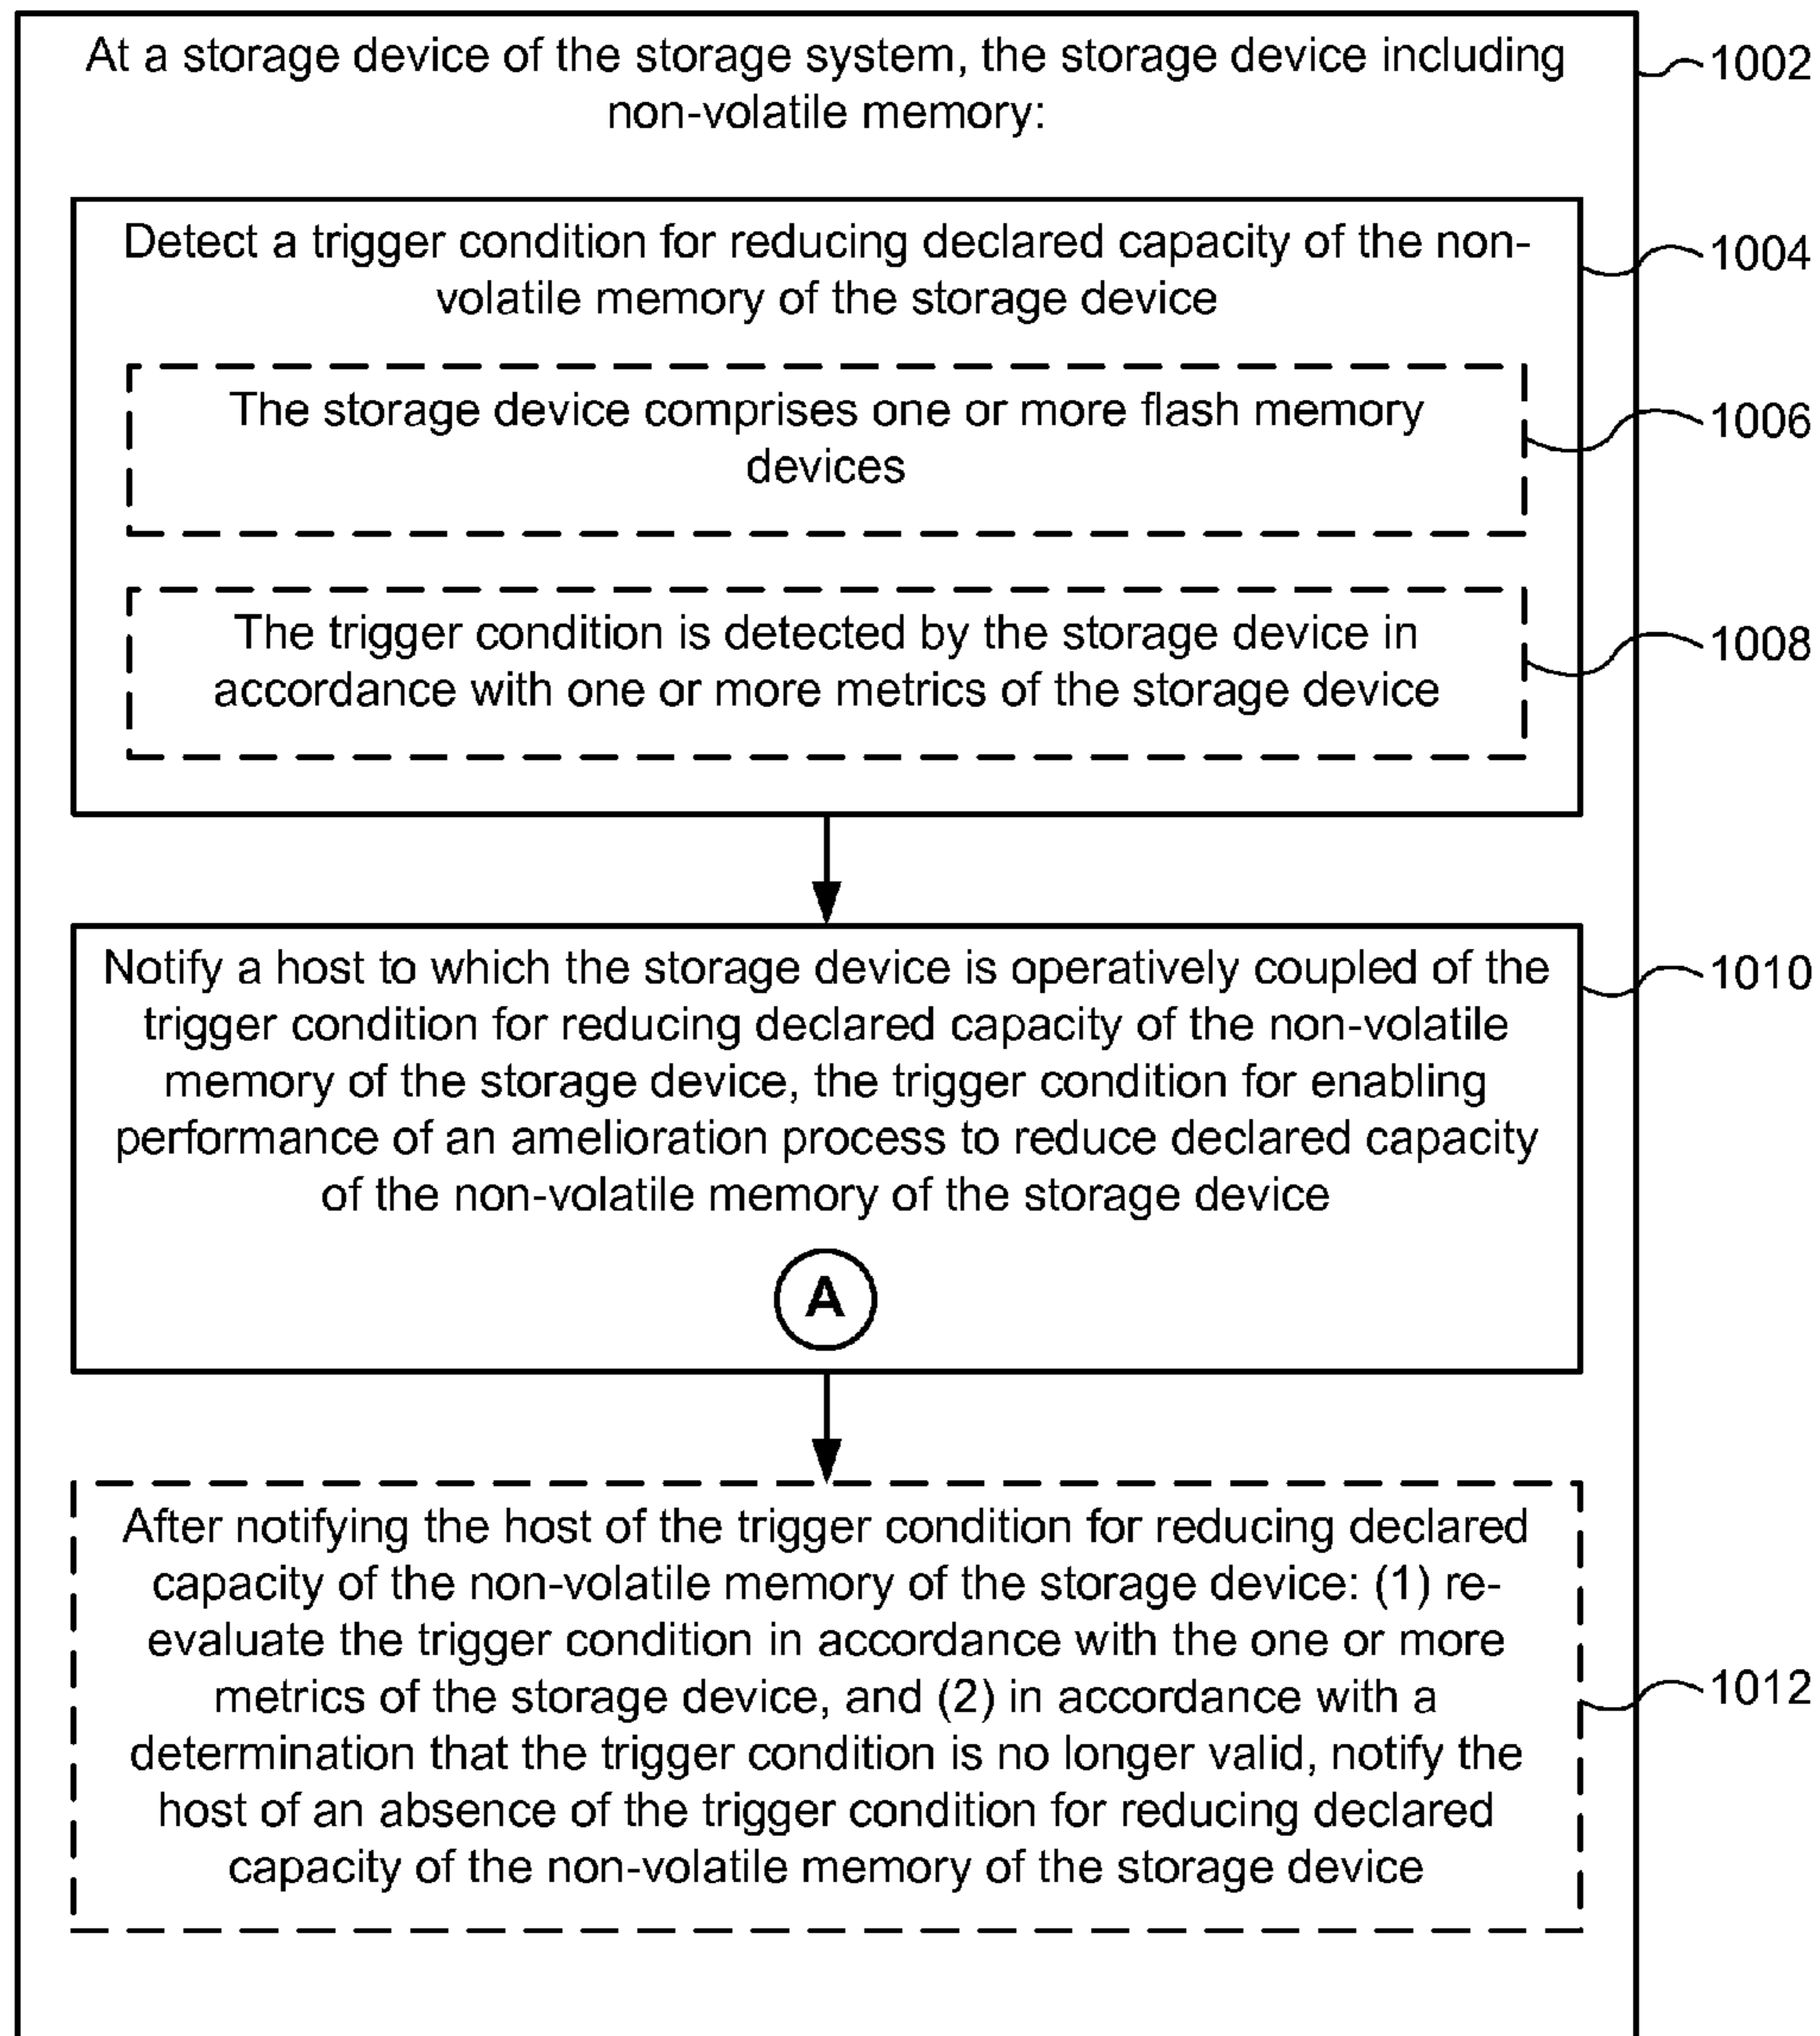 At a storage device of the storage system, the storage device including
non-volatile memory:
1002
Detect a trigger condition for reducing declared capacity of the non-
volatile memory of the storage device
1004
The storage device comprises one or more flash memory
devices
1006
The trigger condition is detected by the storage device in
accordance with one or more metrics of the storage device
1008
Notify a host to which the storage device is operatively coupled of the
trigger condition for reducing declared capacity of the non-volatile
memory of the storage device, the trigger condition for enabling
performance of an amelioration process to reduce declared capacity
of the non-volatile memory of the storage device
1010
A
After notifying the host of the trigger condition for reducing declared
capacity of the non-volatile memory of the storage device: (1) re-
evaluate the trigger condition in accordance with the one or more
metrics of the storage device, and (2) in accordance with a
determination that the trigger condition is no longer valid, notify the
host of an absence of the trigger condition for reducing declared
capacity of the non-volatile memory of the storage device
1012